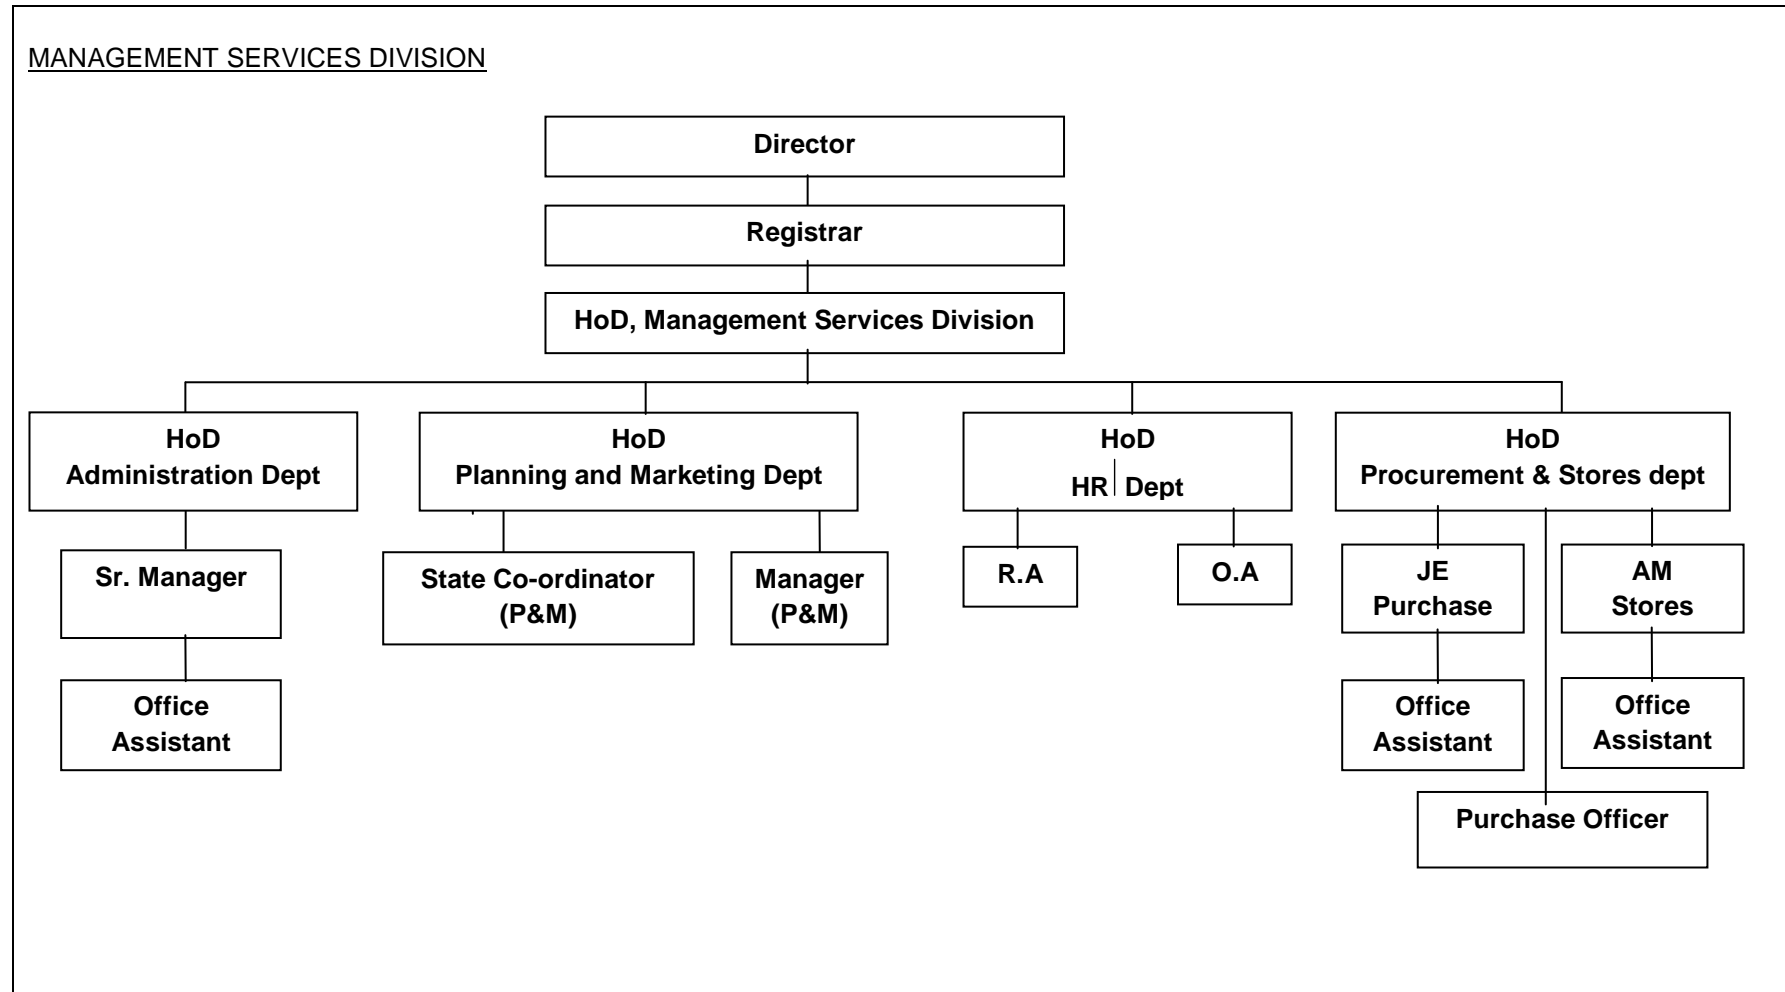 MANAGEMENT SERVICES DIVISION
Director
Registrar
HoD, Management Services Division
HoD
Administration Dept
HoD
Planning and Marketing Dept
HoD
HR Dept
HoD
Procurement & Stores dept
Sr. Manager
State Co-ordinator
(P&M)
Manager
(P&M)
R.A
O.A
JE
Purchase
AM
Stores
Office
Assistant
Office
Assistant
Office
Assistant
Purchase Officer